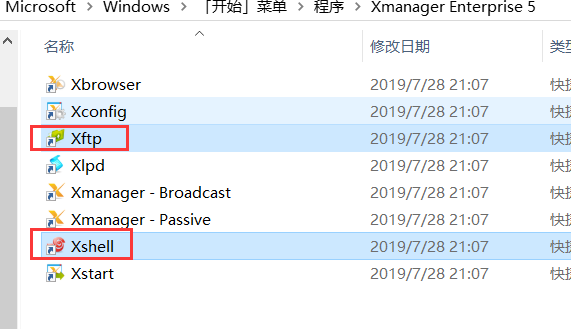 Microsoft > Windows > 「开始」菜单 > 程序 > Xmanager Enterprise 5
名称 修改日期 类型
Xbrowser 2019/7/28 21:07 快捷
Xconfig 2019/7/28 21:07 快捷
Xftp 2019/7/28 21:07 快捷
Xlpd 2019/7/28 21:07 快捷
Xmanager - Broadcast 2019/7/28 21:07 快捷
Xmanager - Passive 2019/7/28 21:07 快捷
Xshell 2019/7/28 21:07 快捷
Xstart 2019/7/28 21:07 快捷